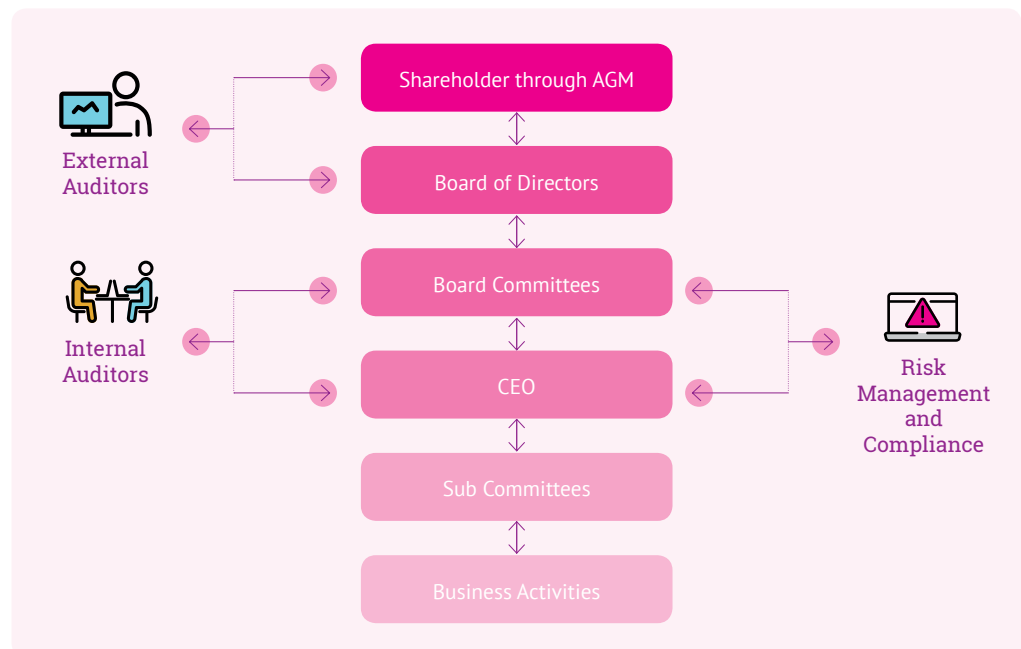 Shareholder through AGM
External
Auditors
Board of Directors
Board Committees
Internal
Auditors
CEO
Risk
Management
and
Compliance
Sub Committees
Business Activities